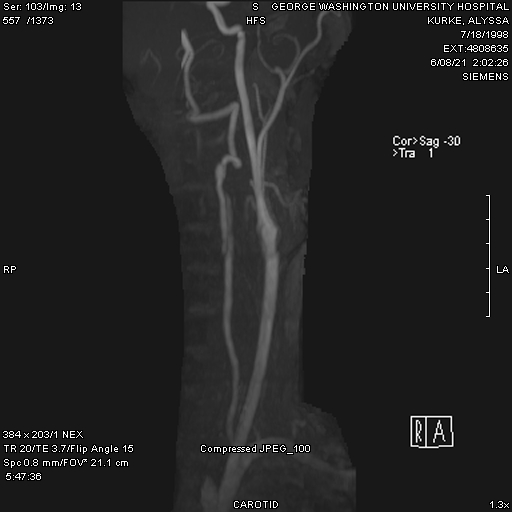 Ser: 103/Img: 13
557 /1373
S
HFS
GEORGE WASHINGTON UNIVERSITY HOSPITAL
KURKE, ALYSSA
7/18/1998
EXT:4808635
6/08/21 2:02:26
SIEMENS
Cor>Sag -30
>Tra 1
RP
LA
R A
384 x 203/1 NEX
TR 20/TE 3.7/Flip Angle 15
Spc 0.8 mm/FOV* 21.1 cm
5:47:36
Compressed JPEG_100
CAROTID
1.3x